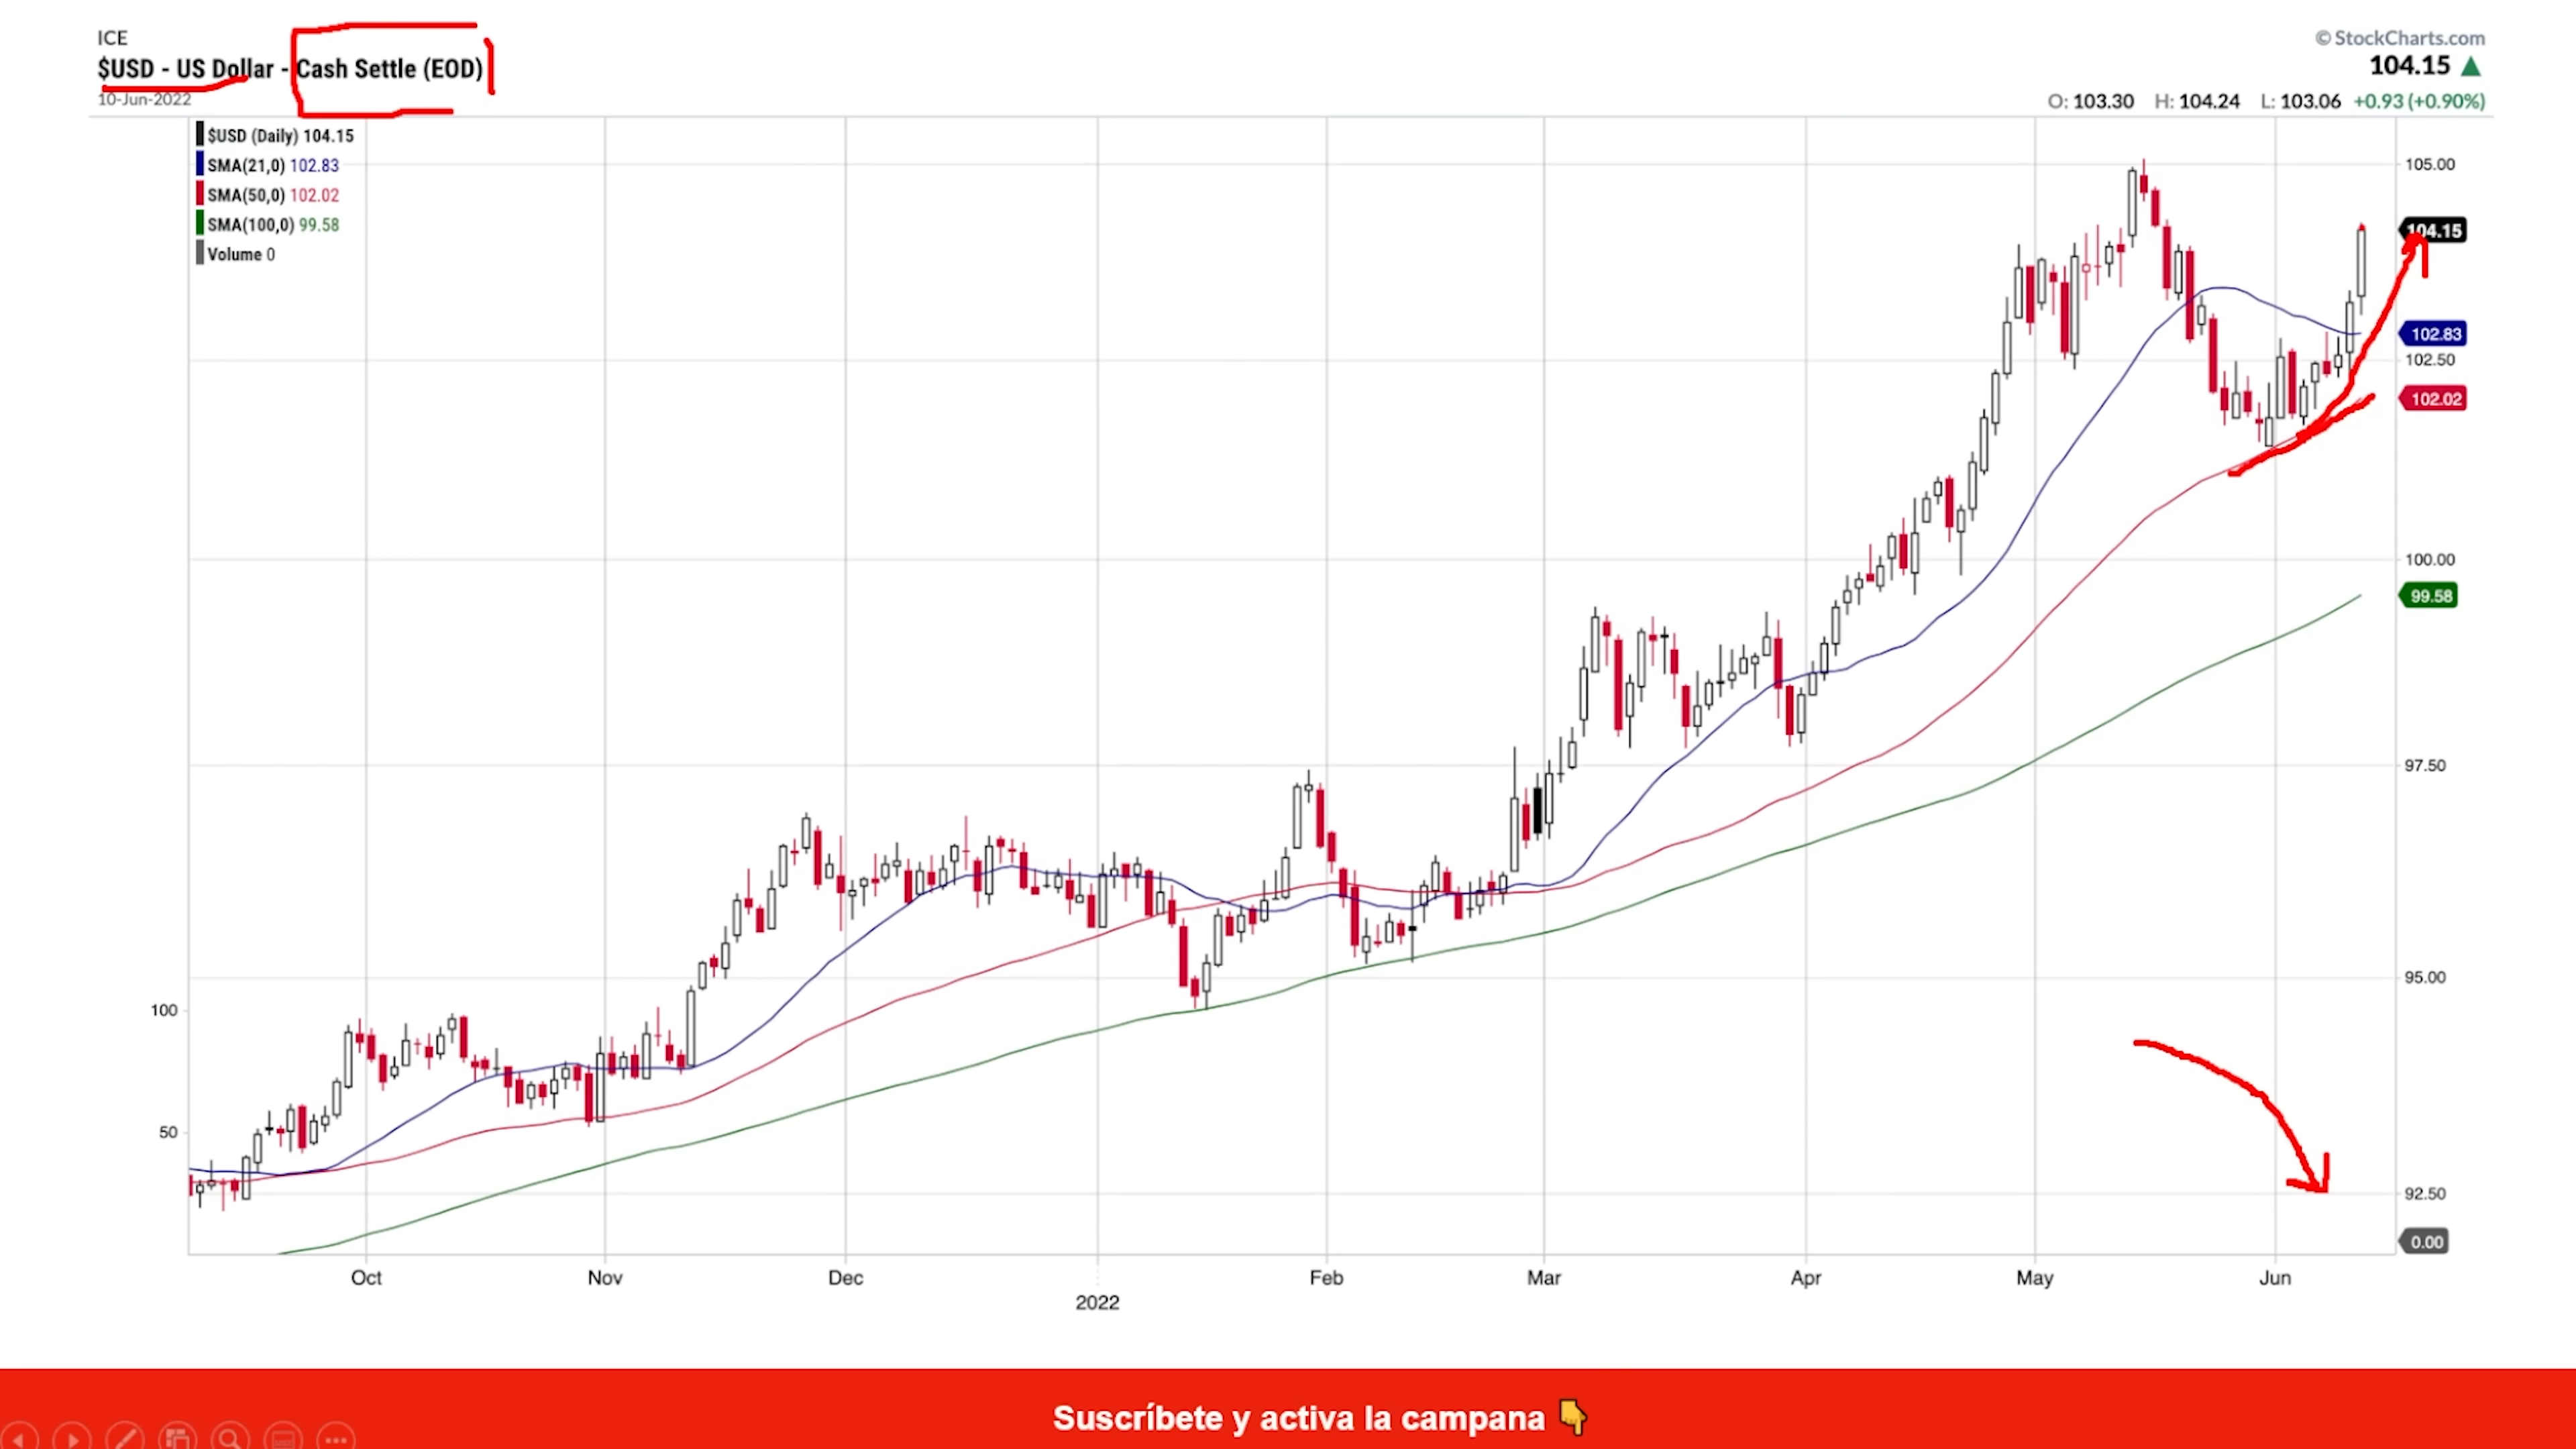 ICE
© StockCharts.com
$USD - US Dollar - Cash Settle (EOD)
104.15
10-Jun-2022
O: 103.30 H: 104.24 L: 103.06 +0.93 (+0.90%)
$USD (Daily) 104.15
SMA(21,0) 102.83
SMA(50,0) 102.02
SMA(100,0) 99.58
Volume 0
105.00
104.15
102.83
102.50
102.02
100.00
99.58
97.50
95.00
92.50
0.00
100
50
Oct Nov Dec Feb Mar Apr May Jun
2022
Suscríbete y activa la campana 👇